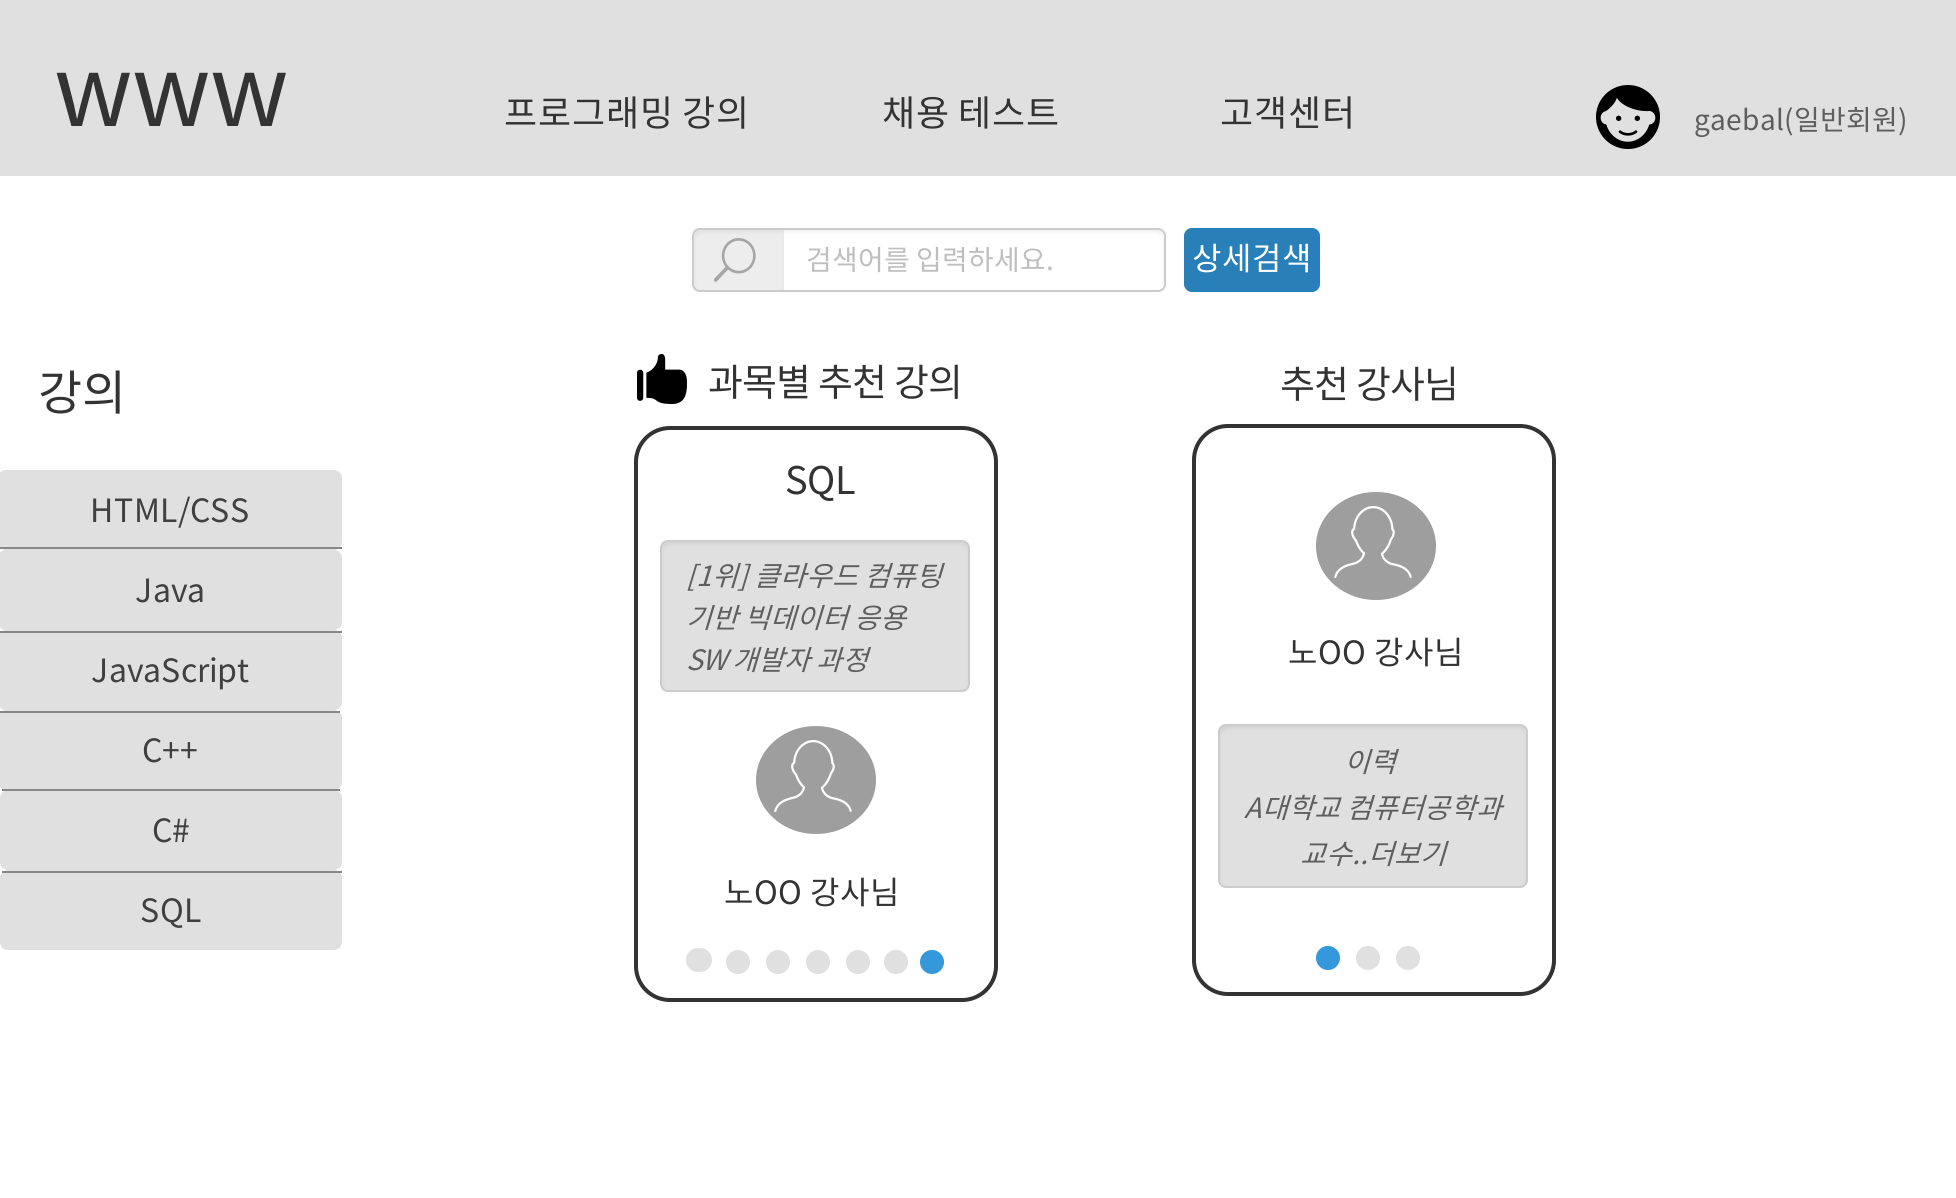 WWW
프로그래밍 강의
채용 테스트
고객센터
gaebal(일반회원)
검색어를 입력하세요.
상세검색
강의
HTML/CSS
Java
JavaScript
C++
C#
SQL
과목별 추천 강의
SQL
[1위] 클라우드 컴퓨팅
기반 빅데이터 응용
SW 개발자 과정
노OO 강사님
추천 강사님
노OO 강사님
이력
A대학교 컴퓨터공학과
교수..더보기